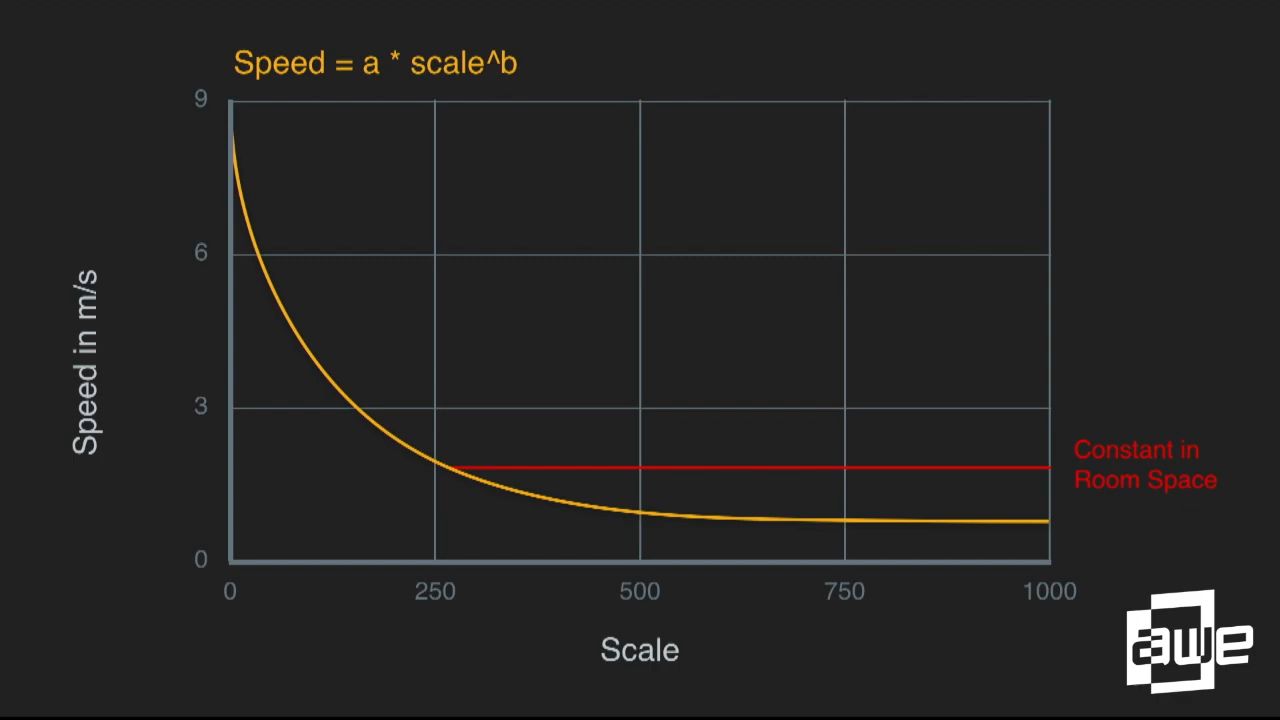 Speed = a * scale^b
9
6
3
0
Speed in m/s
0 250 500 750 1000
Scale
Constant in
Room Space
awe